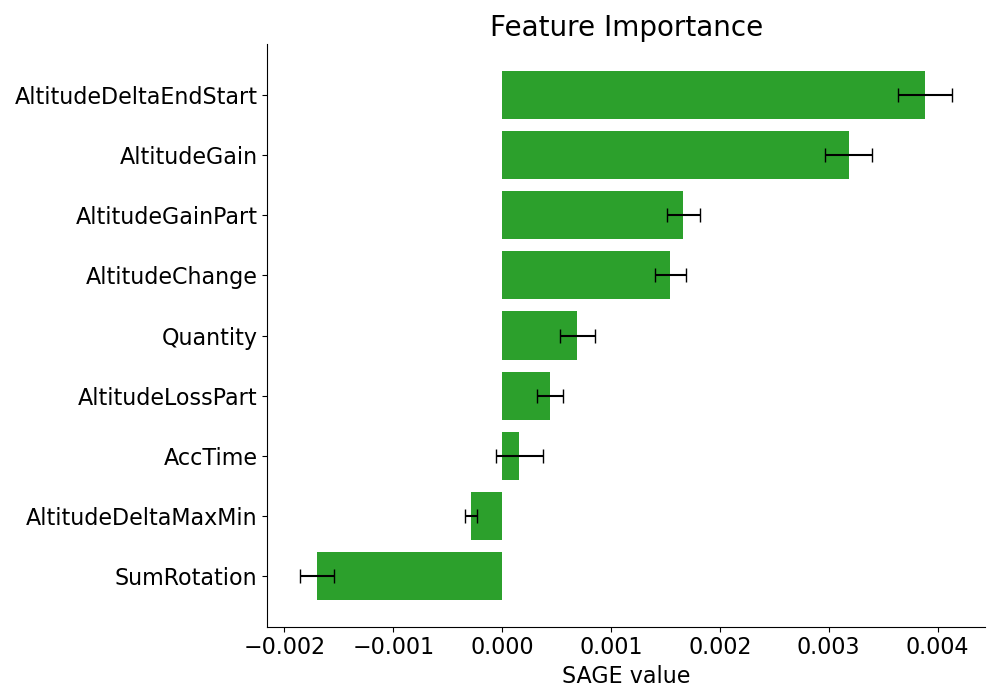 Feature Importance
AltitudeDeltaEndStart
AltitudeGain
AltitudeGainPart
AltitudeChange
Quantity
AltitudeLossPart
AccTime
AltitudeDeltaMaxMin
SumRotation
−0.002 −0.001 0.000 0.001 0.002 0.003 0.004
SAGE value